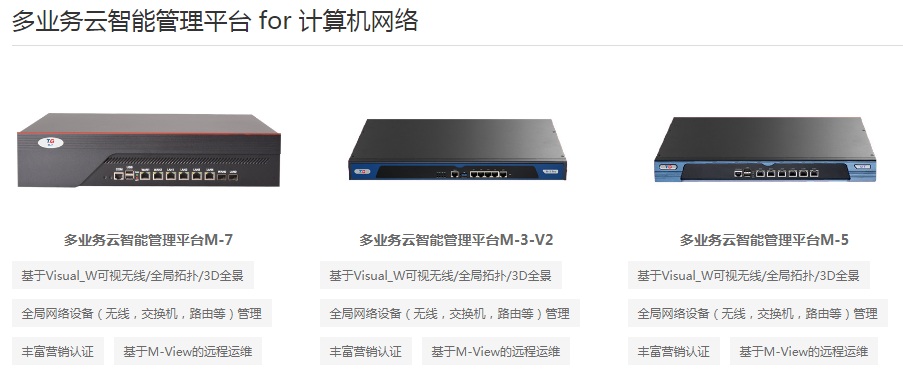 多业务云智能管理平台 for 计算机网络
TG
多业务云智能管理平台M-7
多业务云智能管理平台M-3-V2
多业务云智能管理平台M-5
基于Visual_W可视无线/全局拓扑/3D全景
基于Visual_W可视无线/全局拓扑/3D全景
基于Visual_W可视无线/全局拓扑/3D全景
全局网络设备（无线，交换机，路由等）管理
全局网络设备（无线，交换机，路由等）管理
全局网络设备（无线，交换机，路由等）管理
丰富营销认证 基于M-View的远程运维
丰富营销认证 基于M-View的远程运维
丰富营销认证 基于M-View的远程运维